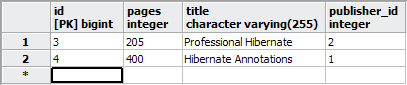 id pages title publisher_id
[PK] bigint integer character varying(255) integer
1 3 205 Professional Hibernate 2
2 4 400 Hibernate Annotations 1
*